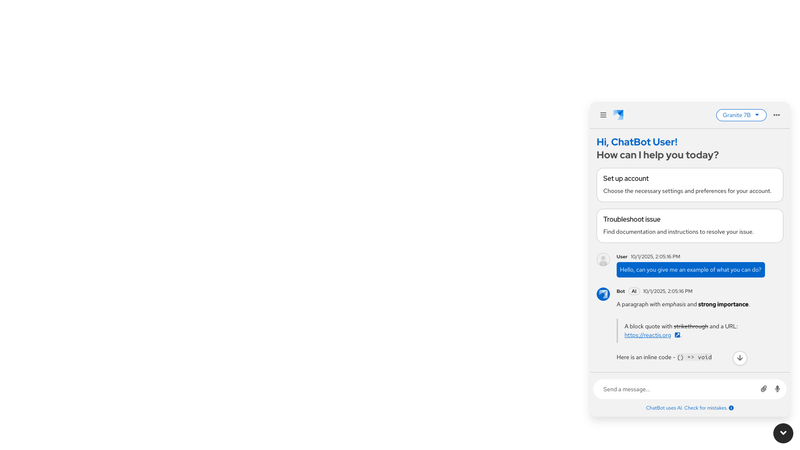 Granite 7B
Hi, ChatBot User!
How can I help you today?
Set up account
Choose the necessary settings and preferences for your account.
Troubleshoot issue
Find documentation and instructions to resolve your issue.
User 10/1/2025, 2:05:16 PM
Hello, can you give me an example of what you can do?
Bot AI 10/1/2025, 2:05:16 PM
A paragraph with emphasis and strong importance.
A block quote with strikethrough and a URL:
https://reactjs.org
Here is an inline code - () => void
Send a message...
ChatBot uses AI. Check for mistakes.